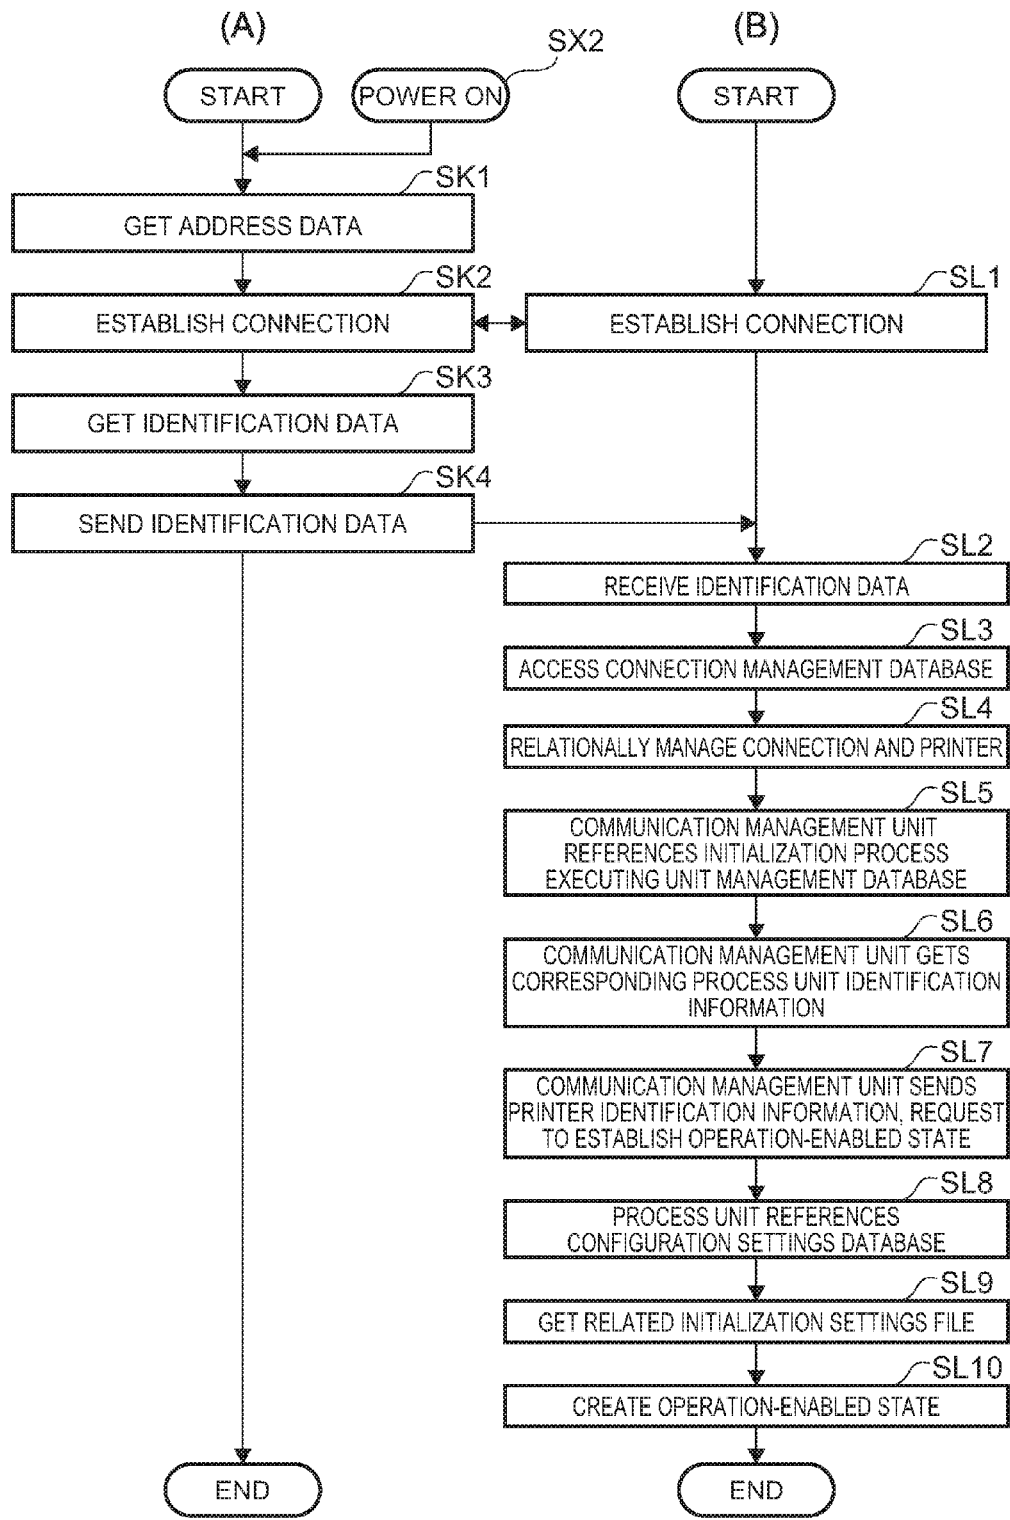 (A)
(B)
SX2
START
POWER ON
START
SK1
GET ADDRESS DATA
SK2
SL1
ESTABLISH CONNECTION
ESTABLISH CONNECTION
SK3
GET IDENTIFICATION DATA
SK4
SEND IDENTIFICATION DATA
SL2
RECEIVE IDENTIFICATION DATA
SL3
ACCESS CONNECTION MANAGEMENT DATABASE
SL4
RELATIONALLY MANAGE CONNECTION AND PRINTER
SL5
COMMUNICATION MANAGEMENT UNIT
REFERENCES INITIALIZATION PROCESS
EXECUTING UNIT MANAGEMENT DATABASE
SL6
COMMUNICATION MANAGEMENT UNIT GETS
CORRESPONDING PROCESS UNIT IDENTIFICATION
INFORMATION
SL7
COMMUNICATION MANAGEMENT UNIT SENDS
PRINTER IDENTIFICATION INFORMATION, REQUEST
TO ESTABLISH OPERATION-ENABLED STATE
SL8
PROCESS UNIT REFERENCES
CONFIGURATION SETTINGS DATABASE
SL9
GET RELATED INITIALIZATION SETTINGS FILE
SL10
CREATE OPERATION-ENABLED STATE
END
END